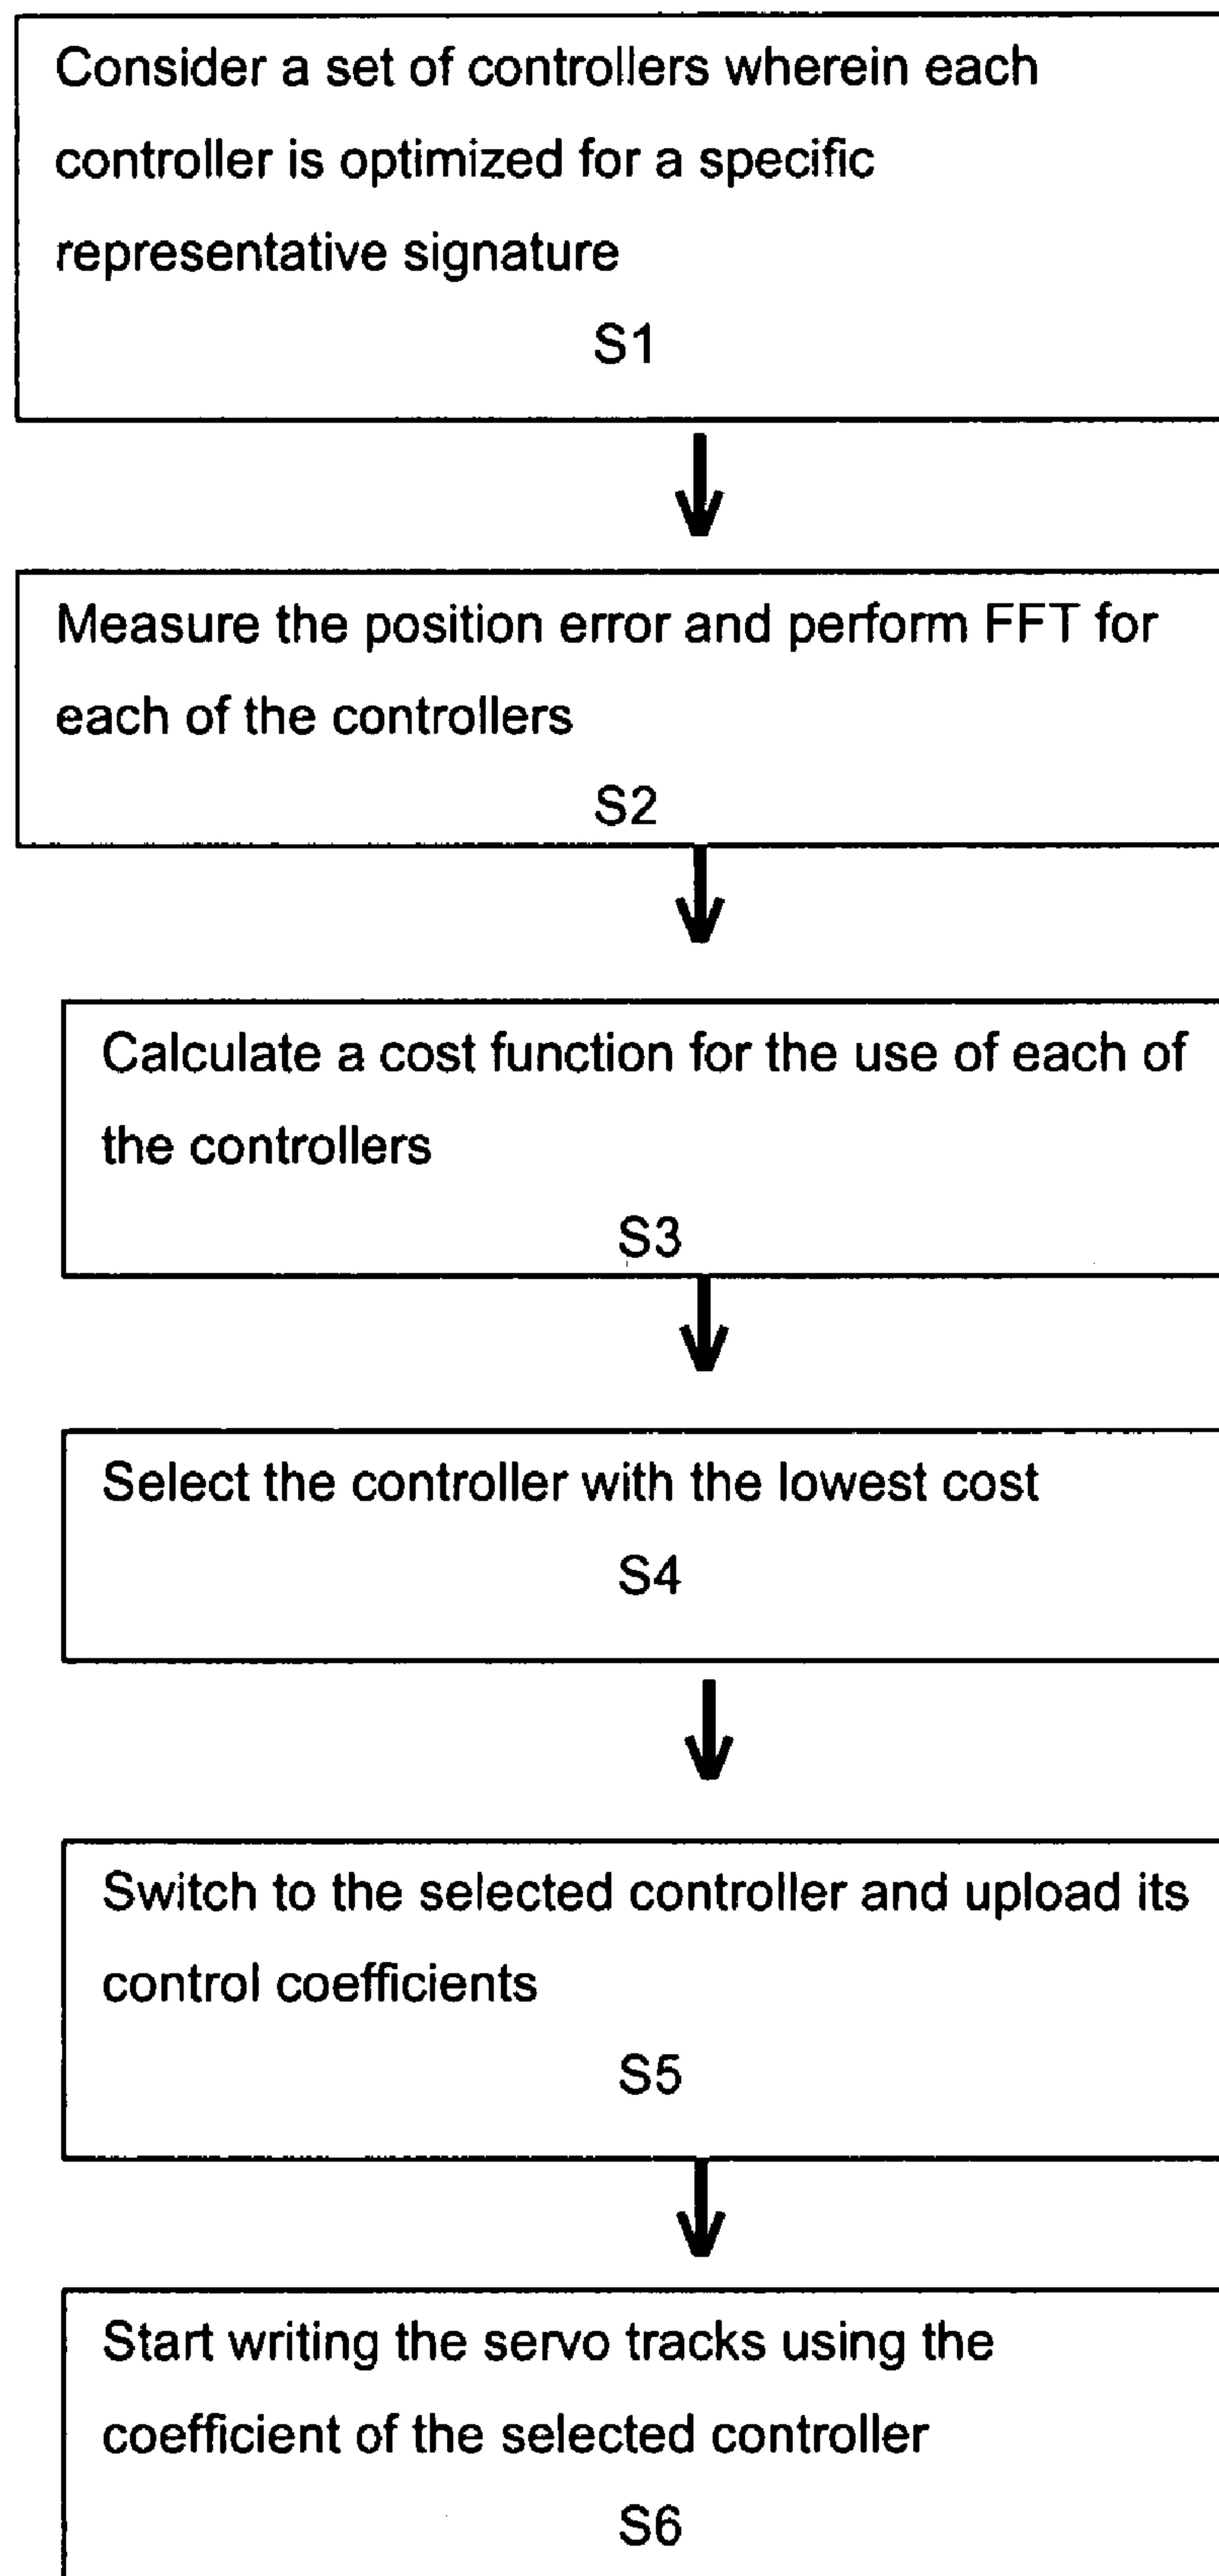 Consider a set of controllers wherein each
controller is optimized for a specific
representative signature
S1
Measure the position error and perform FFT for
each of the controllers
S2
Calculate a cost function for the use of each of
the controllers
S3
Select the controller with the lowest cost
S4
Switch to the selected controller and upload its
control coefficients
S5
Start writing the servo tracks using the
coefficient of the selected controller
S6